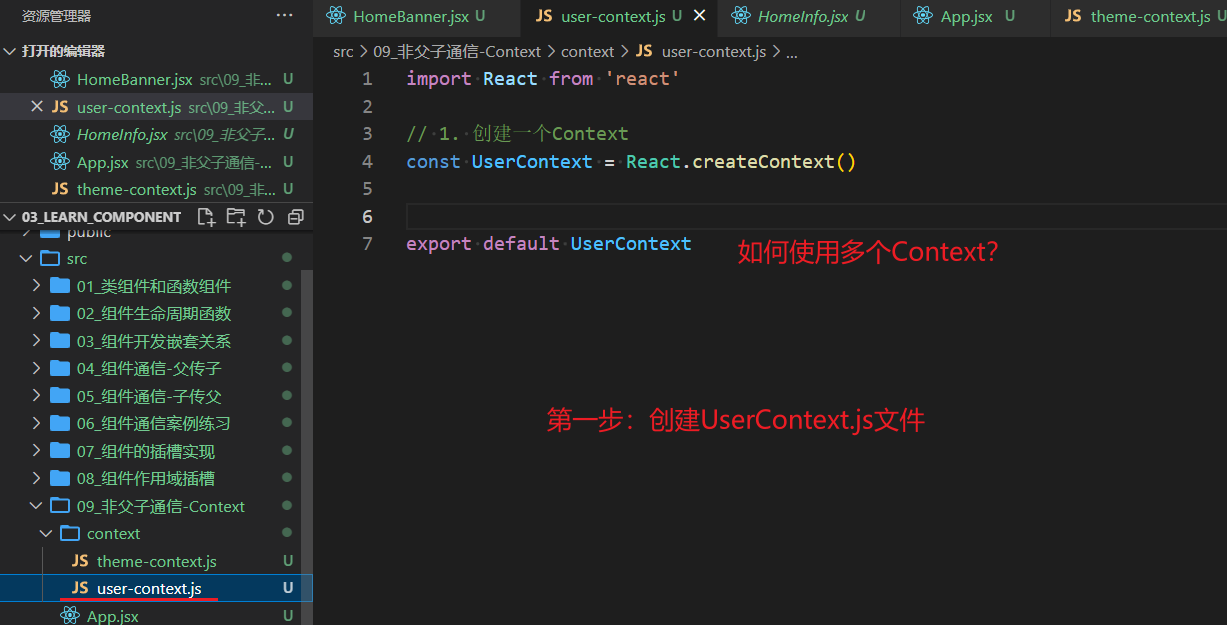 资源管理器 ···
打开的编辑器
HomeBanner.jsx src\09_非... U
JS user-context.js src\09_非父... U
HomeInfo.jsx src\09_非父子... U
App.jsx src\09_非父子通信-... U
JS theme-context.js src\09_非... U
03_LEARN_COMPONENT
public
src
01_类组件和函数组件
02_组件生命周期函数
03_组件开发嵌套关系
04_组件通信-父传子
05_组件通信-子传父
06_组件通信案例练习
07_组件的插槽实现
08_组件作用域插槽
09_非父子通信-Context
context
JS theme-context.js U
JS user-context.js U
App.jsx U
HomeBanner.jsx U JS user-context.js U HomeInfo.jsx U App.jsx U JS theme-context.js U
src > 09_非父子通信-Context > context > JS user-context.js > ...
1 import React from 'react'
2
3 // 1. 创建一个Context
4 const UserContext = React.createContext()
5
6
7 export default UserContext
如何使用多个Context?
第一步：创建UserContext.js文件